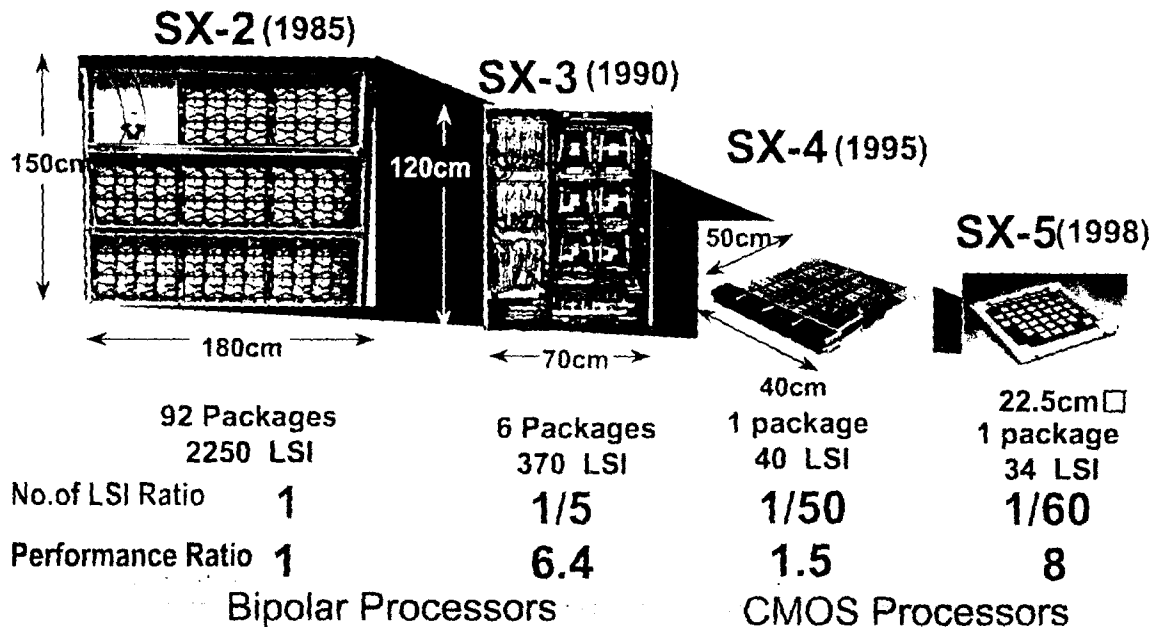 SX-2 (1985)
SX-3 (1990)
SX-4 (1995)
SX-5 (1998)
150cm
120cm
50cm
180cm
70cm
40cm
22.5cm□
92 Packages
2250 LSI
6 Packages
370 LSI
1 package
40 LSI
1 package
34 LSI
No.of LSI Ratio 1 1/5 1/50 1/60
Performance Ratio 1 6.4 1.5 8
Bipolar Processors CMOS Processors